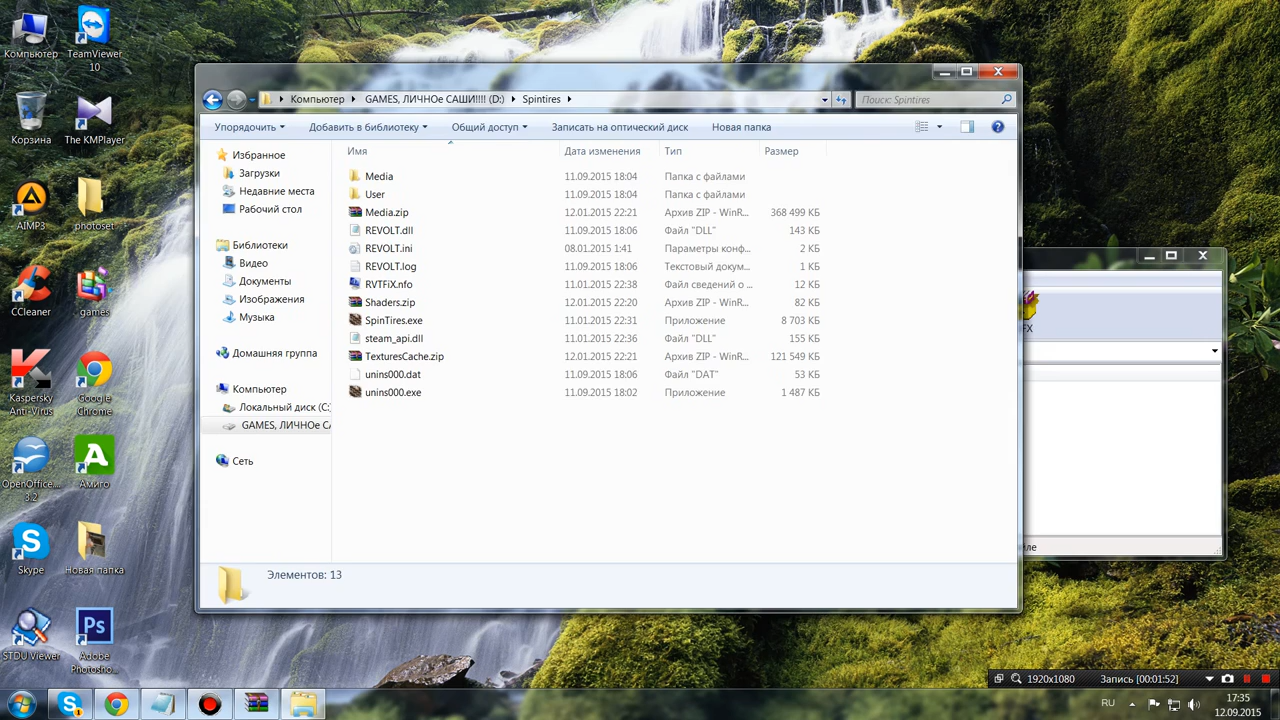 Компьютер
TeamViewer 10
Корзина
The KMPlayer
AIMP3
photoset
CCleaner
games
Kaspersky Anti-Virus
Google Chrome
OpenOffice.... 3.2
Амиго
Skype
Новая папка
STDU Viewer
Adobe Photosho...
Компьютер
GAMES, ЛИЧНОе САШИ!!!! (D:)
Spintires
Поиск: Spintires
Упорядочить
Добавить в библиотеку
Общий доступ
Записать на оптический диск
Новая папка
Избранное
Загрузки
Недавние места
Рабочий стол
Библиотеки
Видео
Документы
Изображения
Музыка
Домашняя группа
Компьютер
Локальный диск (C:
GAMES, ЛИЧНОе СА
Сеть
Имя Дата изменения Тип Размер
Media 11.09.2015 18:04 Папка с файлами
User 11.09.2015 18:04 Папка с файлами
Media.zip 12.01.2015 22:21 Архив ZIP - WinR... 368 499 КБ
REVOLT.dll 11.09.2015 18:06 Файл "DLL" 143 КБ
REVOLT.ini 08.01.2015 1:41 Параметры конф... 2 КБ
REVOLT.log 11.09.2015 18:06 Текстовый докум... 1 КБ
RVTFiX.nfo 11.01.2015 22:38 Файл сведений о ... 12 КБ
Shaders.zip 12.01.2015 22:20 Архив ZIP - WinR... 82 КБ
SpinTires.exe 11.01.2015 22:31 Приложение 8 703 КБ
steam_api.dll 11.01.2015 22:36 Файл "DLL" 155 КБ
TexturesCache.zip 12.01.2015 22:21 Архив ZIP - WinR... 121 549 КБ
unins000.dat 11.09.2015 18:06 Файл "DAT" 53 КБ
unins000.exe 11.09.2015 18:02 Приложение 1 487 КБ
Элементов: 13
FX
йле
1920x1080 Запись [00:01:52]
RU
17:35
12.09.2015